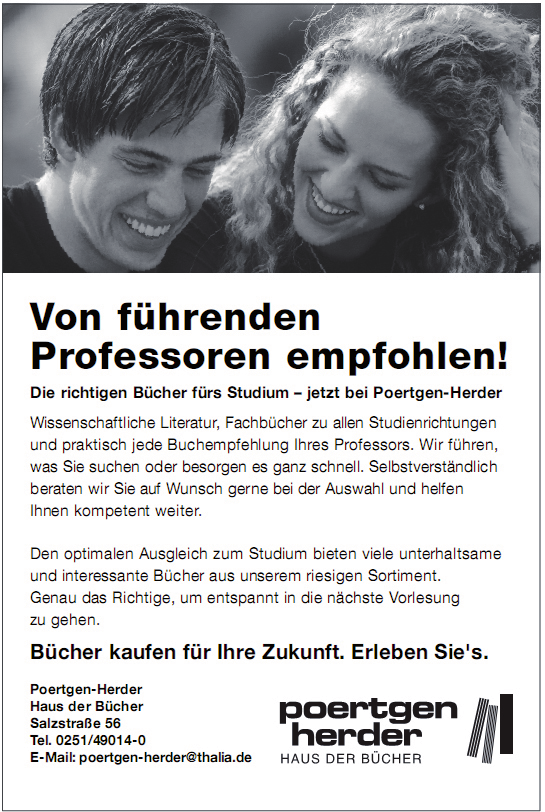 Von führenden
Professoren empfohlen!
Die richtigen Bücher fürs Studium – jetzt bei Poertgen-Herder
Wissenschaftliche Literatur, Fachbücher zu allen Studienrichtungen
und praktisch jede Buchempfehlung Ihres Professors. Wir führen,
was Sie suchen oder besorgen es ganz schnell. Selbstverständlich
beraten wir Sie auf Wunsch gerne bei der Auswahl und helfen
Ihnen kompetent weiter.
Den optimalen Ausgleich zum Studium bieten viele unterhaltsame
und interessante Bücher aus unserem riesigen Sortiment.
Genau das Richtige, um entspannt in die nächste Vorlesung
zu gehen.
Bücher kaufen für Ihre Zukunft. Erleben Sie's.
Poertgen-Herder
Haus der Bücher
Salzstraße 56
Tel. 0251/49014-0
E-Mail: poertgen-herder@thalia.de
poertgen
herder
HAUS DER BÜCHER